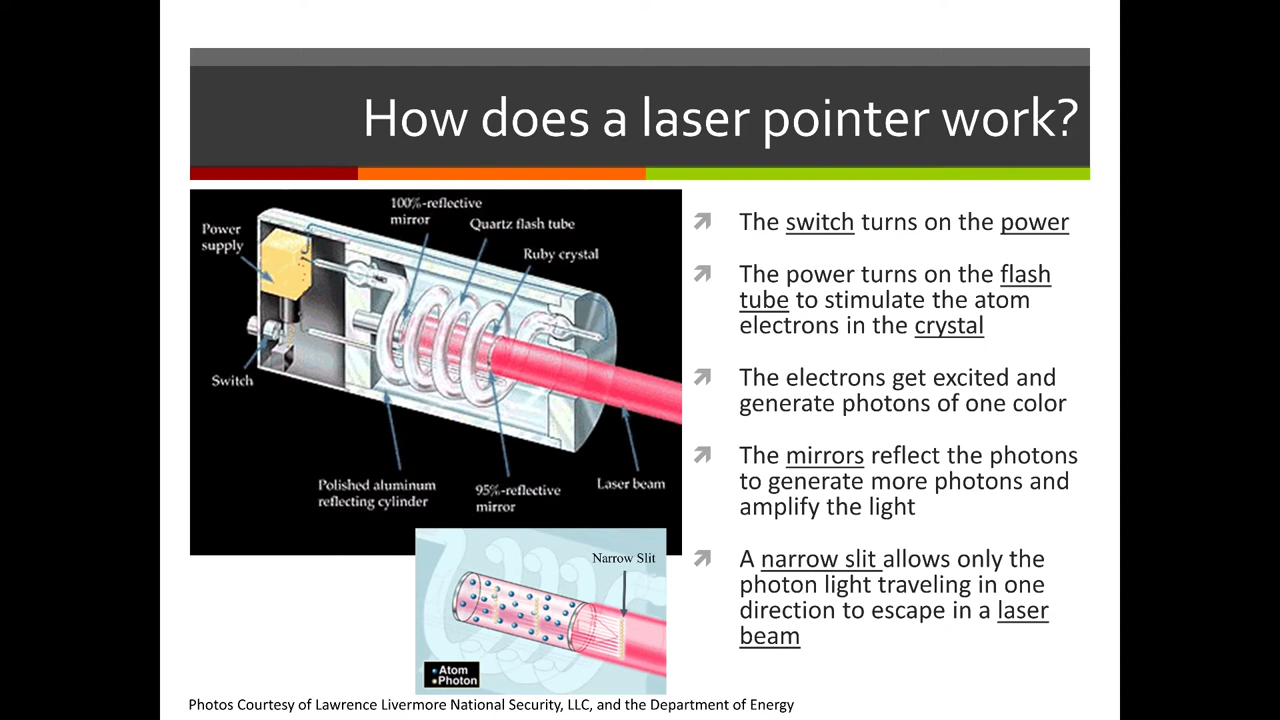 How does a laser pointer work?
100%-reflective
mirror
Quartz flash tube
Power
supply
Ruby crystal
Switch
Polished aluminum
reflecting cylinder
95%-reflective
mirror
Laser beam
Narrow Slit
Atom
Photon
The switch turns on the power
The power turns on the flash
tube to stimulate the atom
electrons in the crystal
The electrons get excited and
generate photons of one color
The mirrors reflect the photons
to generate more photons and
amplify the light
A narrow slit allows only the
photon light traveling in one
direction to escape in a laser
beam
Photos Courtesy of Lawrence Livermore National Security, LLC, and the Department of Energy